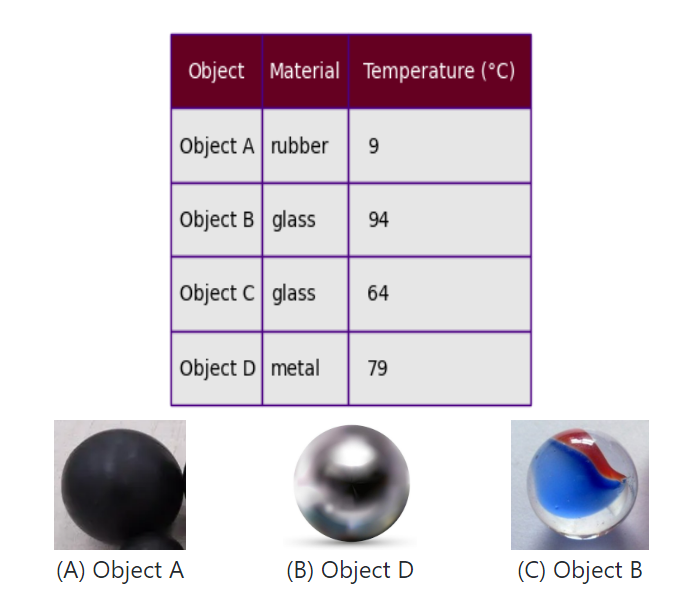 Object Material Temperature (°C)
Object A rubber 9
Object B glass 94
Object C glass 64
Object D metal 79
(A) Object A (B) Object D (C) Object B